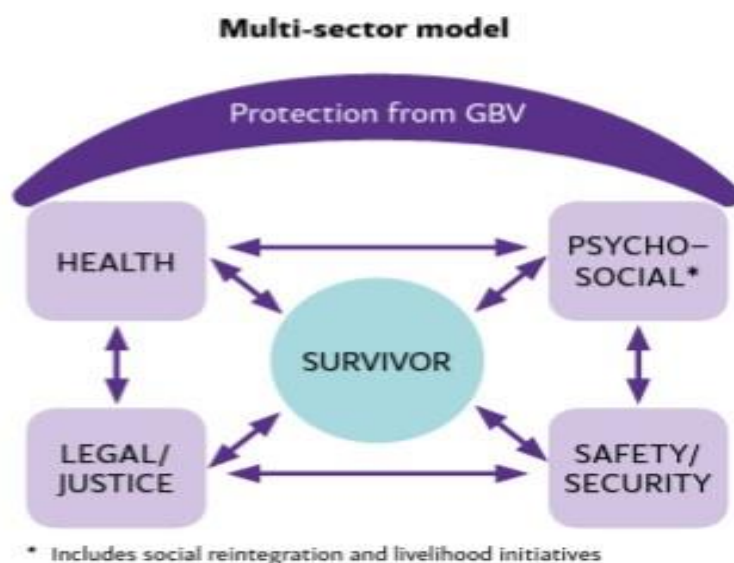 Multi-sector model
Protection from GBV
HEALTH
PSYCHO–
SOCIAL*
SURVIVOR
LEGAL/
JUSTICE
SAFETY/
SECURITY
* Includes social reintegration and livelihood initiatives